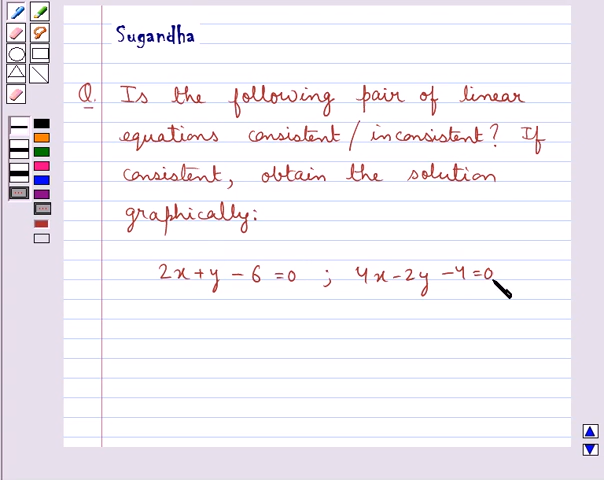 Sugandha
Q. Is the following pair of linear
equations consistent / inconsistent? If
consistent, obtain the solution
graphically:
2x + y - 6 = 0 ; 4x - 2y - 4 = 0